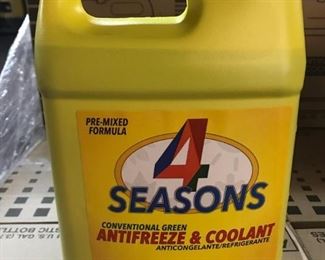 PRE-MIXED
FORMULA
4
SEASONS
CONVENTIONAL GREEN
ANTIFREEZE & COOLANT
ANTICONGELANTE/REFRIGERANTE